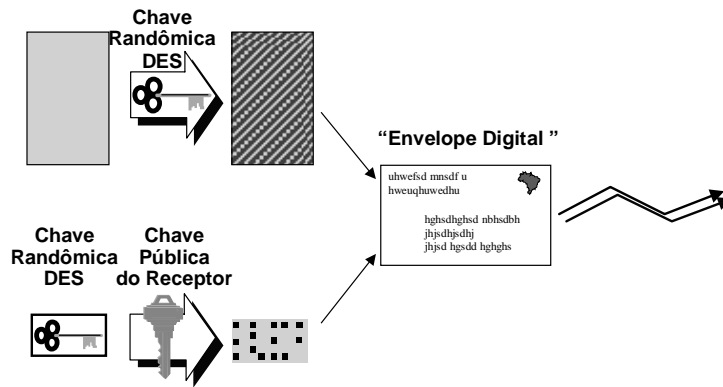 Chave
Randômica
DES
“Envelope Digital ”
uhwefsd mnsdf u
hweuqhuwedhu
hghsdhghsd nbhsdbh
jhjsdhjsdhj
jhjsd hgsdd hghghs
Chave
Randômica
DES
Chave
Pública
do Receptor